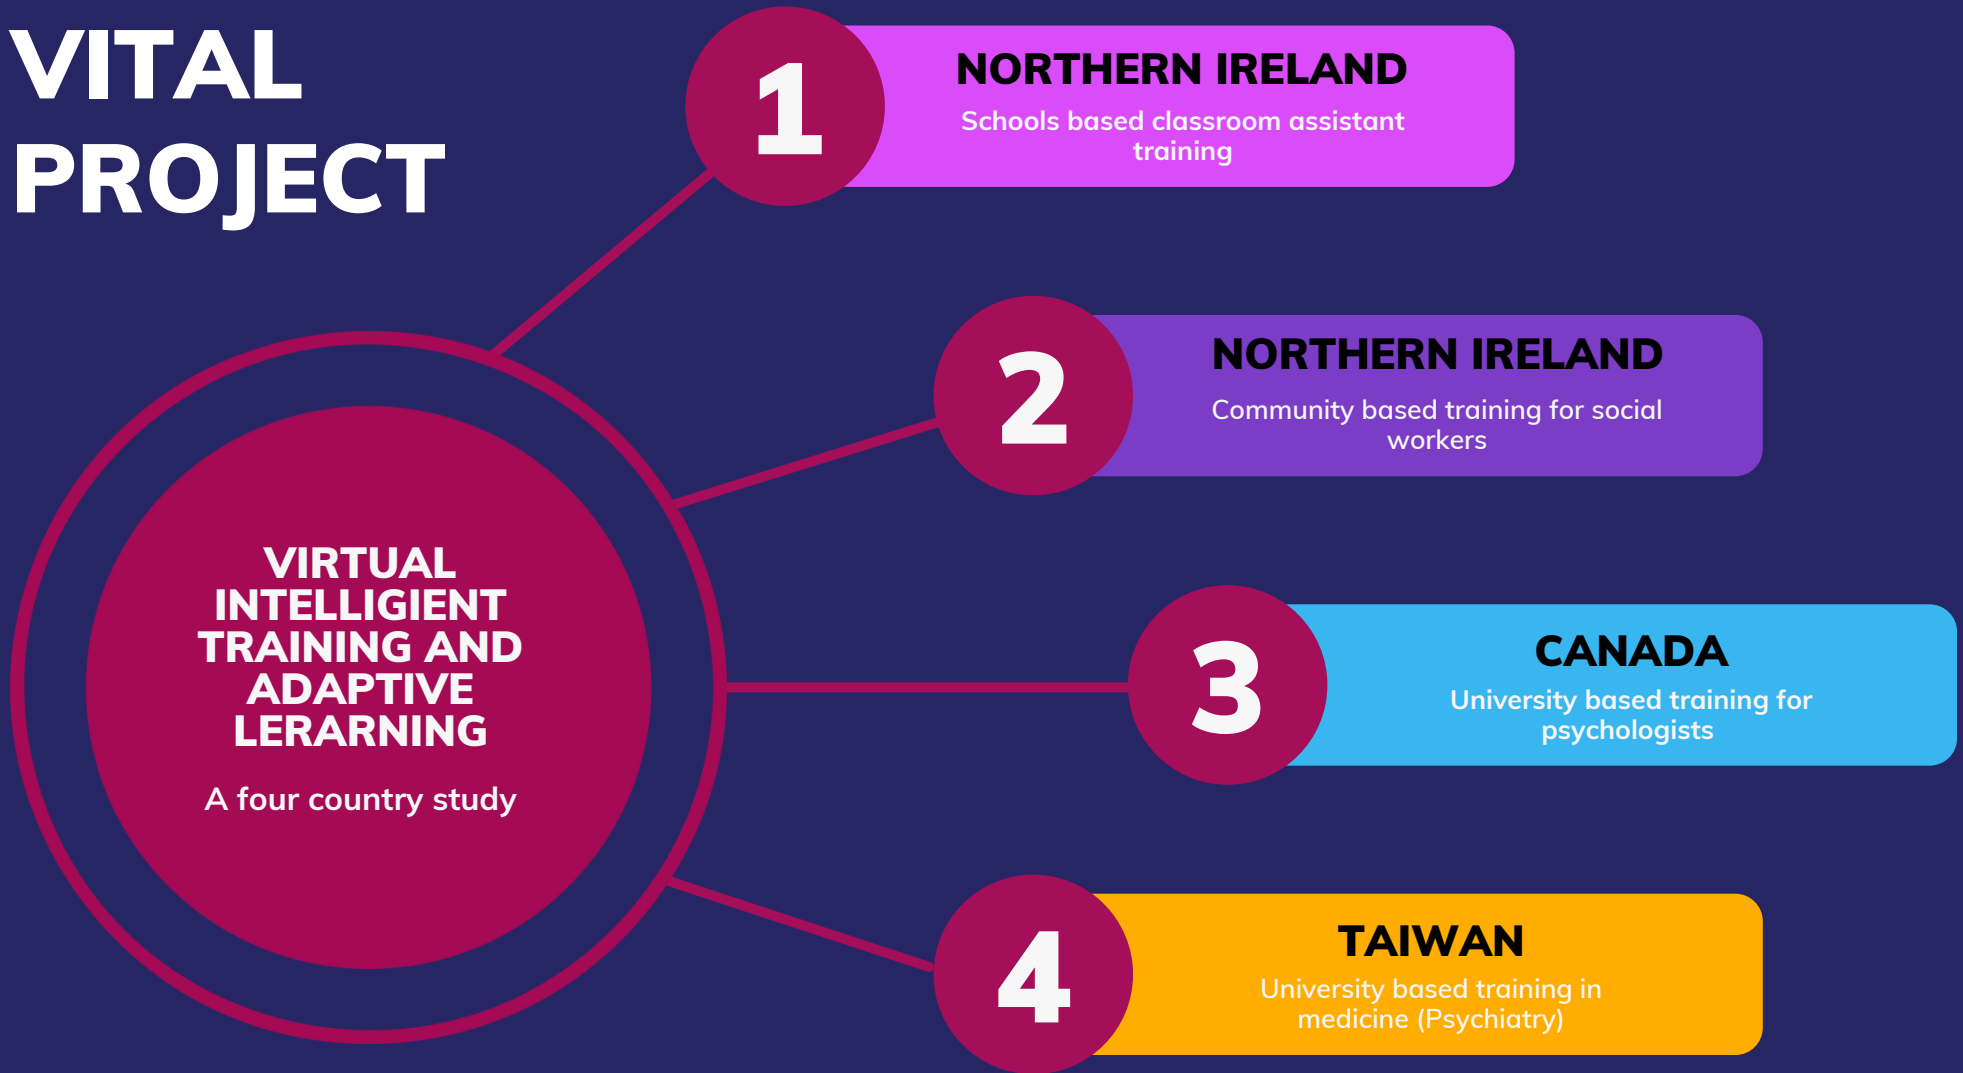 VITAL
PROJECT
1
NORTHERN IRELAND
Schools based classroom assistant
training
2
NORTHERN IRELAND
Community based training for social
workers
VIRTUAL
INTELLIGIENT
TRAINING AND
ADAPTIVE
LERARNING
A four country study
3
CANADA
University based training for
psychologists
4
TAIWAN
University based training in
medicine (Psychiatry)